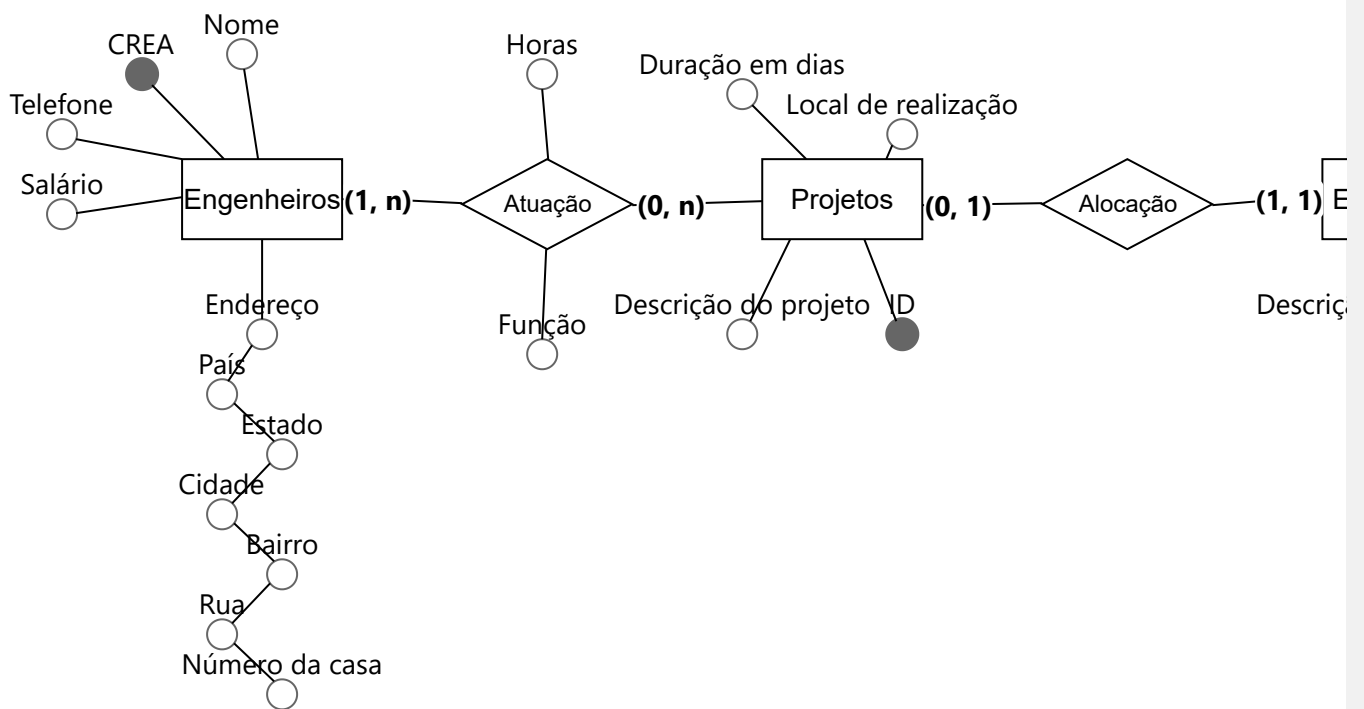 Nome
CREA
Horas
Duração em dias
Telefone
Local de realização
Salário
Engenheiros
(1, n)
Atuação
(0, n)
Projetos
(0, 1)
Alocação
(1, 1)
Endereço
Descrição do projeto
ID
Função
País
Estado
Cidade
Bairro
Rua
Número da casa